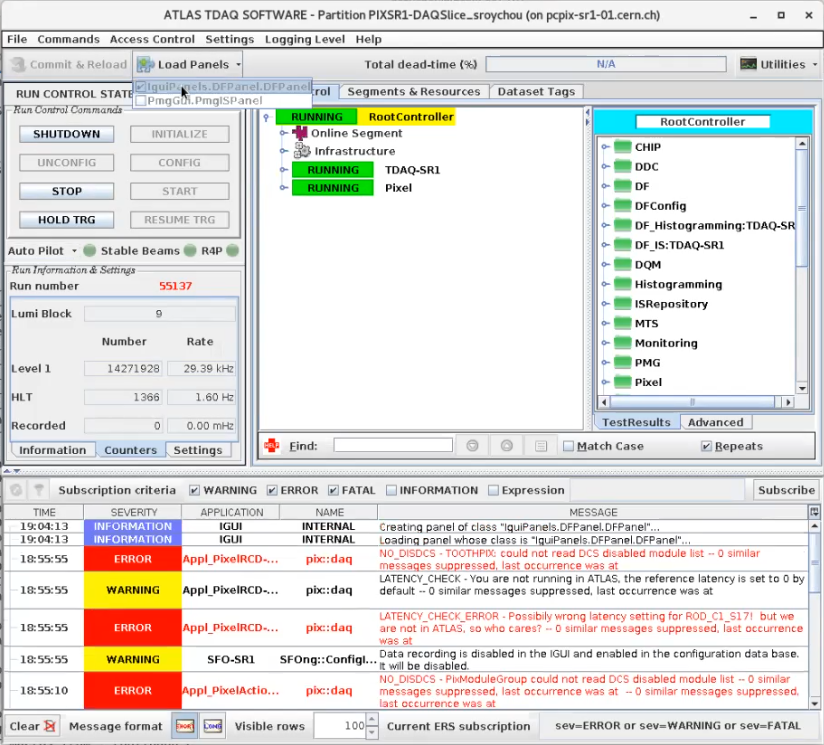 ATLAS TDAQ SOFTWARE - Partition PIXSR1-DAQSlice_sroychou (on pcpix-sr1-01.cern.ch)
File Commands Access Control Settings Logging Level Help
Commit & Reload Load Panels Total dead-time (%) N/A Utilities
RUN CONTROL STATE
IguiPanels.DFPanel.DFPanel
PmgGui.PmgISPanel
Segments & Resources Dataset Tags
Run Control Commands
SHUTDOWN INITIALIZE
UNCONFIG CONFIG
STOP START
HOLD TRG RESUME TRG
Auto Pilot Stable Beams R4P
Run Information & Settings
Run number 55137
Lumi Block 9
Number Rate
Level 1 14271928 29.39 kHz
HLT 1366 1.60 Hz
Recorded 0 0.00 mHz
Information Counters Settings
RUNNING RootController
Online Segment
Infrastructure
RUNNING TDAQ-SR1
RUNNING Pixel
HELP Find: Match Case Repeats
RootController
CHIP
DDC
DF
DFConfig
DF_Histogramming:TDAQ-SR
DF_IS:TDAQ-SR1
DQM
Histogramming
ISRepository
MTS
Monitoring
PMG
Pixel
TestResults Advanced
Subscription criteria WARNING ERROR FATAL INFORMATION Expression Subscribe
TIME SEVERITY APPLICATION NAME MESSAGE
19:04:13 INFORMATION IGUI INTERNAL Creating panel of class "IguiPanels.DFPanel.DFPanel"...
19:04:13 INFORMATION IGUI INTERNAL Loading panel whose class is "IguiPanels.DFPanel.DFPanel"...
18:55:55 ERROR Appl_PixelRCD-... pix::daq NO_DISDCS - TOOTHPIX: could not read DCS disabled module list -- 0 similar
messages suppressed, last occurrence was at
18:55:55 WARNING Appl_PixelRCD-... pix::daq LATENCY_CHECK - You are not running in ATLAS, the reference latency is set to 0 by
default -- 0 similar messages suppressed, last occurrence was at
18:55:55 ERROR Appl_PixelRCD-... pix::daq LATENCY_CHECK_ERROR - Possibily wrong latency setting for ROD_C1_S17! but we
are not in ATLAS, so who cares? -- 0 similar messages suppressed, last occurrence
was at
18:55:55 WARNING SFO-SR1 SFOng::ConfigI... Data recording is disabled in the IGUI and enabled in the configuration data base.
It will be disabled.
18:55:10 ERROR Appl_PixelActio... pix::daq NO_DISDCS - PixModuleGroup could not read DCS disabled module list -- 0 similar
messages suppressed, last occurrence was at -- 0 similar messages suppressed,
last occurrence was at
Clear Message format Visible rows 100 Current ERS subscription sev=ERROR or sev=WARNING or sev=FATAL